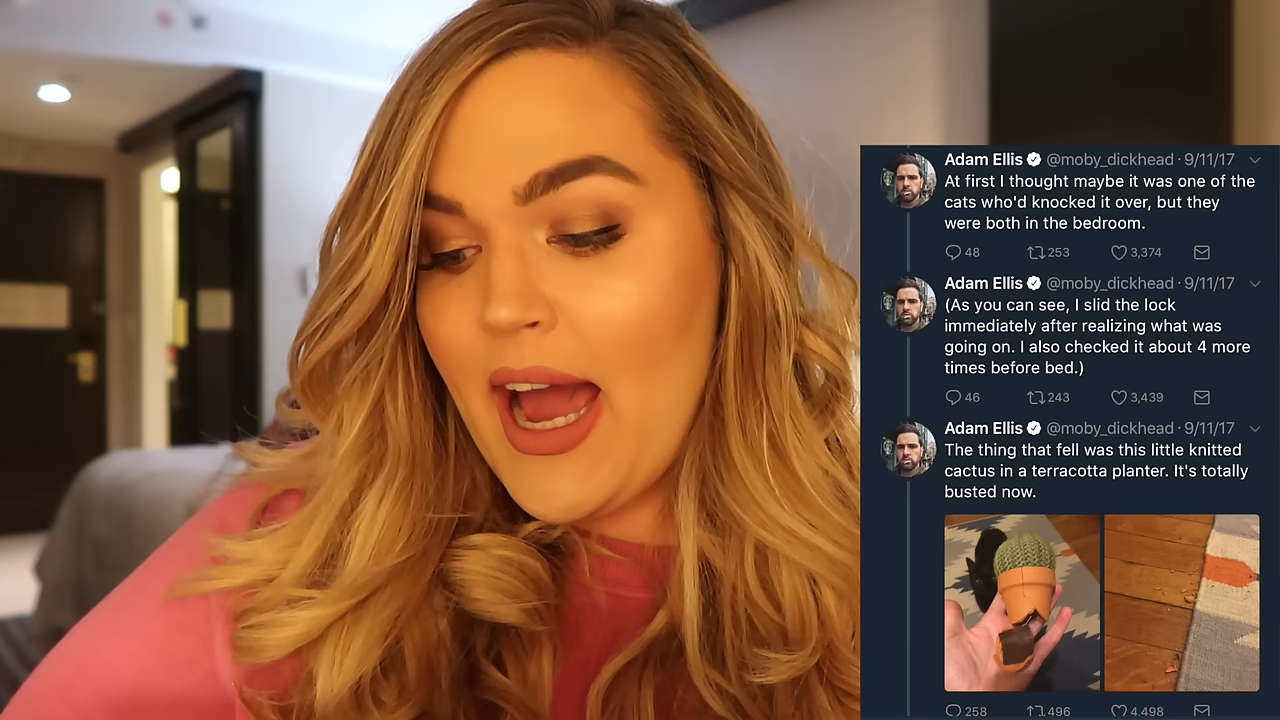 Adam Ellis @moby_dickhead · 9/11/17
At first I thought maybe it was one of the
cats who'd knocked it over, but they
were both in the bedroom.
48 253 3,374
Adam Ellis @moby_dickhead · 9/11/17
(As you can see, I slid the lock
immediately after realizing what was
going on. I also checked it about 4 more
times before bed.)
46 243 3,439
Adam Ellis @moby_dickhead · 9/11/17
The thing that fell was this little knitted
cactus in a terracotta planter. It's totally
busted now.
258 496 4,498